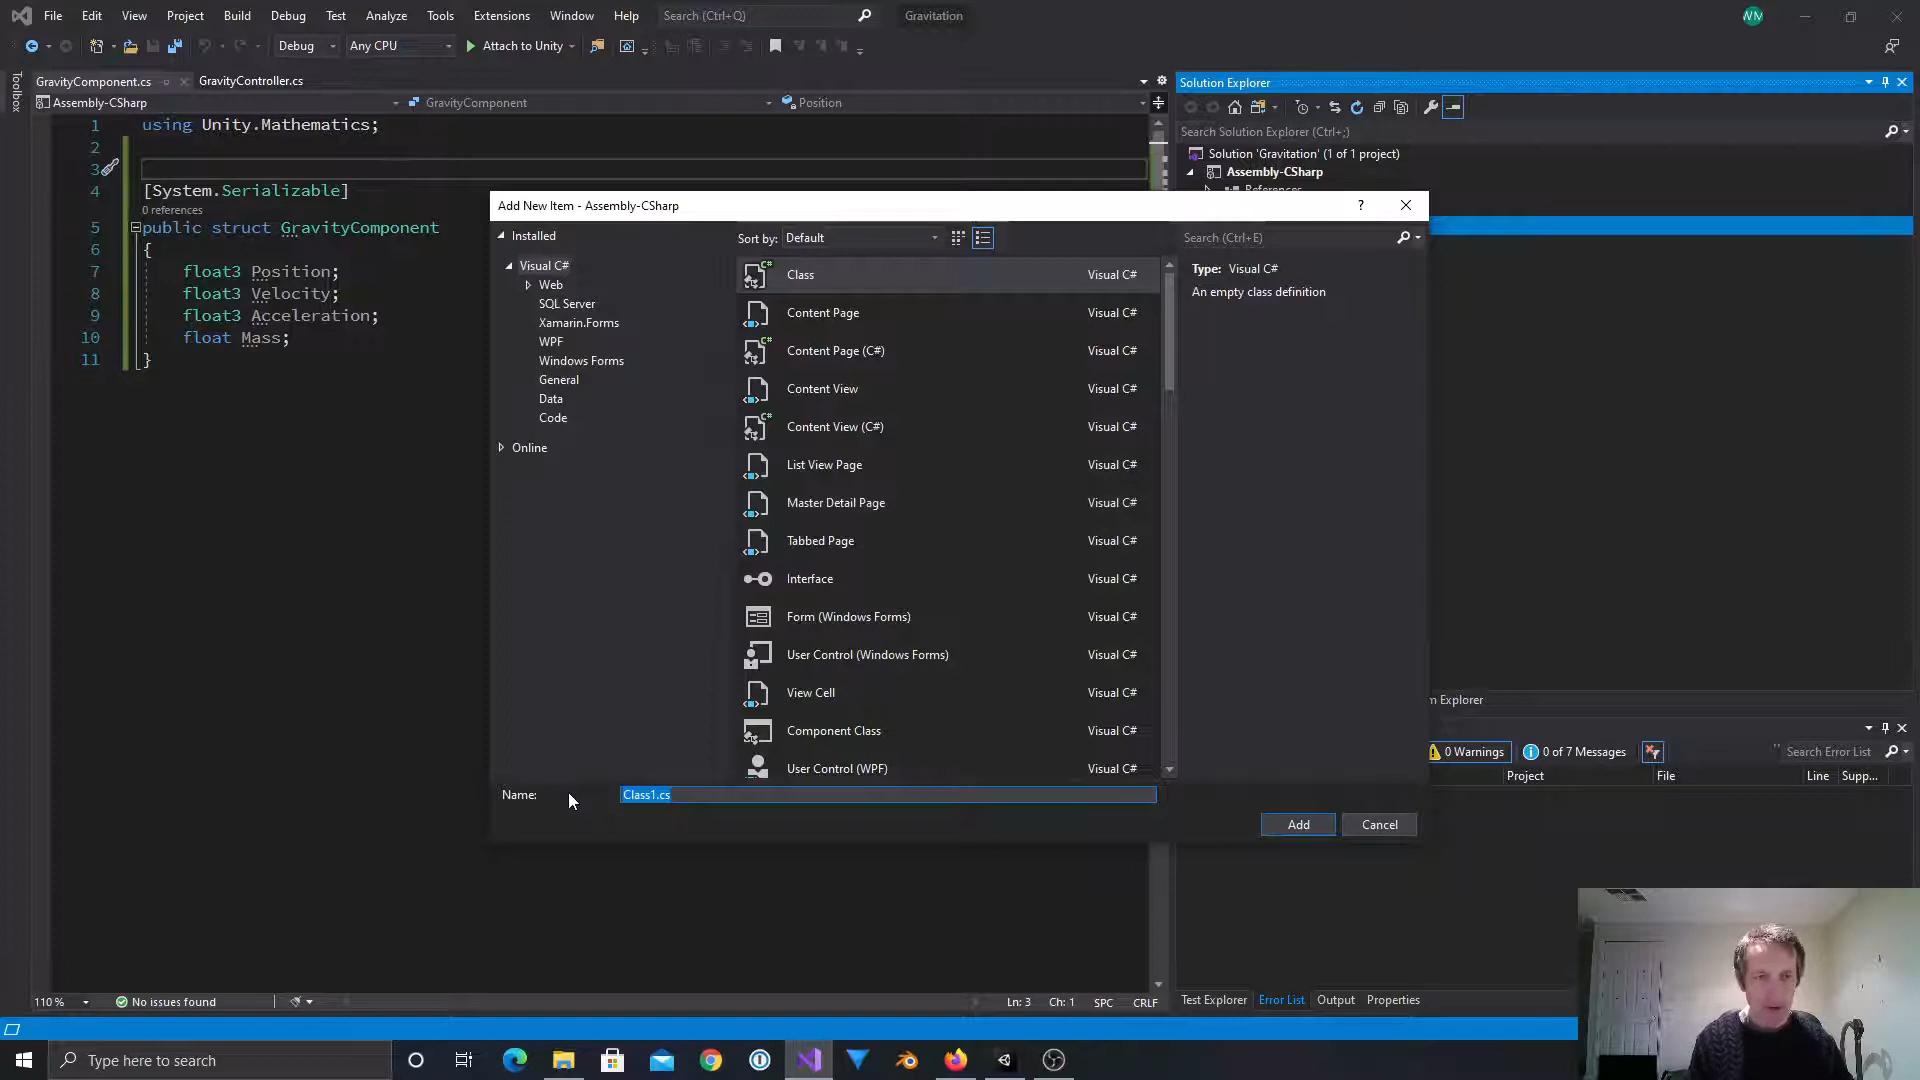 File Edit View Project Build Debug Test Analyze Tools Extensions Window Help Search (Ctrl+Q) Gravitation WM
Debug Any CPU Attach to Unity
Toolbox
GravityComponent.cs GravityController.cs
Assembly-CSharp GravityComponent Position
1 using Unity.Mathematics;
2
3
4 [System.Serializable]
0 references
5 public struct GravityComponent
6 {
7 float3 Position;
8 float3 Velocity;
9 float3 Acceleration;
10 float Mass;
11 }
Solution Explorer
Search Solution Explorer (Ctrl+;)
Solution 'Gravitation' (1 of 1 project)
Assembly-CSharp
References
Add New Item - Assembly-CSharp ?
Installed
Sort by: Default
Search (Ctrl+E)
Visual C#
Web
SQL Server
Xamarin.Forms
WPF
Windows Forms
General
Data
Code
Online
Class Visual C#
Content Page Visual C#
Content Page (C#) Visual C#
Content View Visual C#
Content View (C#) Visual C#
List View Page Visual C#
Master Detail Page Visual C#
Tabbed Page Visual C#
Interface Visual C#
Form (Windows Forms) Visual C#
User Control (Windows Forms) Visual C#
View Cell Visual C#
Component Class Visual C#
User Control (WPF) Visual C#
Type: Visual C#
An empty class definition
Name: Class1.cs
Add Cancel
m Explorer
0 Warnings 0 of 7 Messages Search Error List
Project File Line Supp...
110 % No issues found Ln: 3 Ch: 1 SPC CRLF
Test Explorer Error List Output Properties
Type here to search